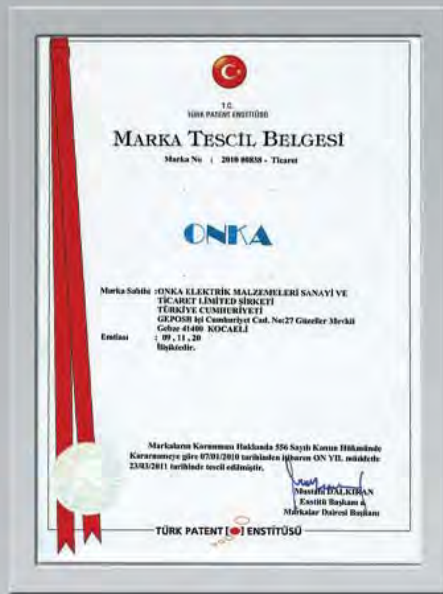 T.C.
TÜRK PATENT ENSTİTÜSÜ
MARKA TESCİL BELGESİ
Marka No : 2010 00838 - Ticaret
ONKA
Marka Sahibi : ONKA ELEKTRİK MALZEMELERİ SANAYİ VE
TİCARET LİMİTED ŞİRKETİ
TÜRKİYE CUMHURİYETİ
GEPOSB içi Cumhuriyet Cad. No:27 Güzeller Mevkii
Gebze 41400 KOCAELİ
Emtiası : 09 , 11 , 20
İlişiktedir.
Markaların Korunması Hakkında 556 Sayılı Kanun Hükmünde
Kararnameye göre 07/01/2010 tarihinden itibaren ON YIL müddetle
23/03/2011 tarihinde tescil edilmiştir.
Mustafa DALKIRAN
Enstitü Başkanı a.
Markalar Dairesi Başkanı
TÜRK PATENT ENSTİTÜSÜ